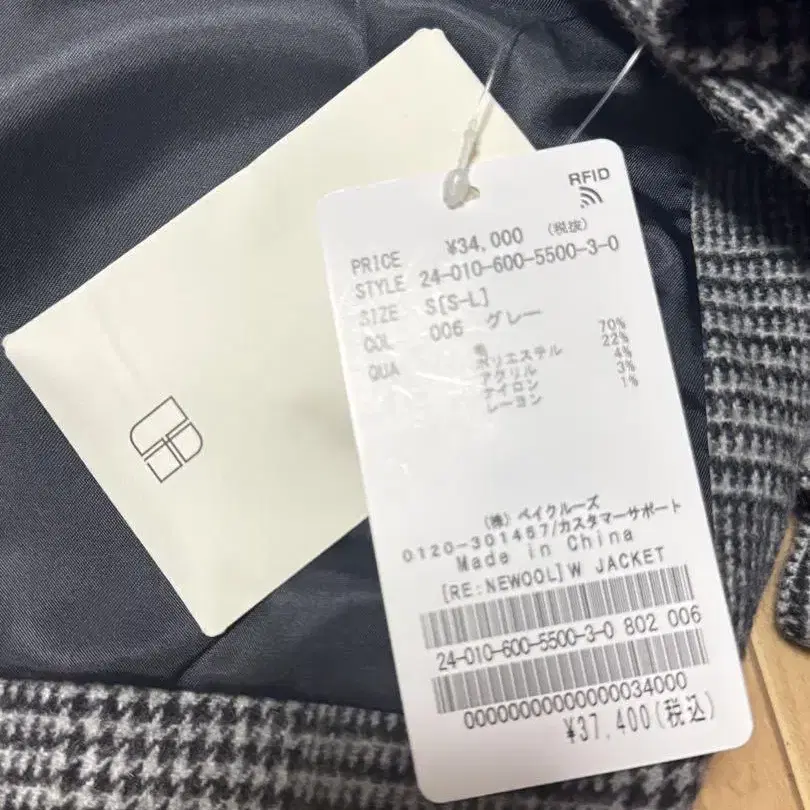 RFID
PRICE ¥34,000 (税抜)
STYLE 24-010-600-5500-3-0
SIZE S[S-L]
COL 006 グレー
QUA 毛 70%
ポリエステル 22%
アクリル 4%
ナイロン 3%
レーヨン 1%
(株) ベイクルーズ
0120-301457/カスタマーサポート
Made in China
[RE:NEWOOL]W JACKET
24-010-600-5500-3-0 802 006
00000000000000034000
¥37,400(税込)